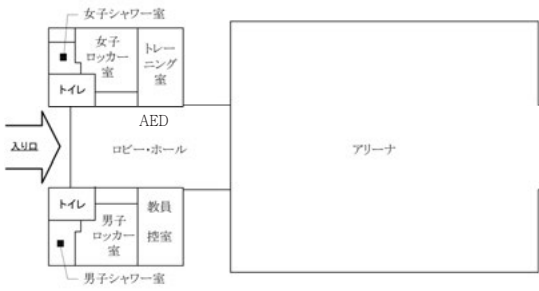 女子シャワー室
女子
ロッカー
室
トレー
ニング
室
トイレ
AED
入り口
ロビー・ホール
アリーナ
トイレ
男子
ロッカー
室
教員
控室
男子シャワー室